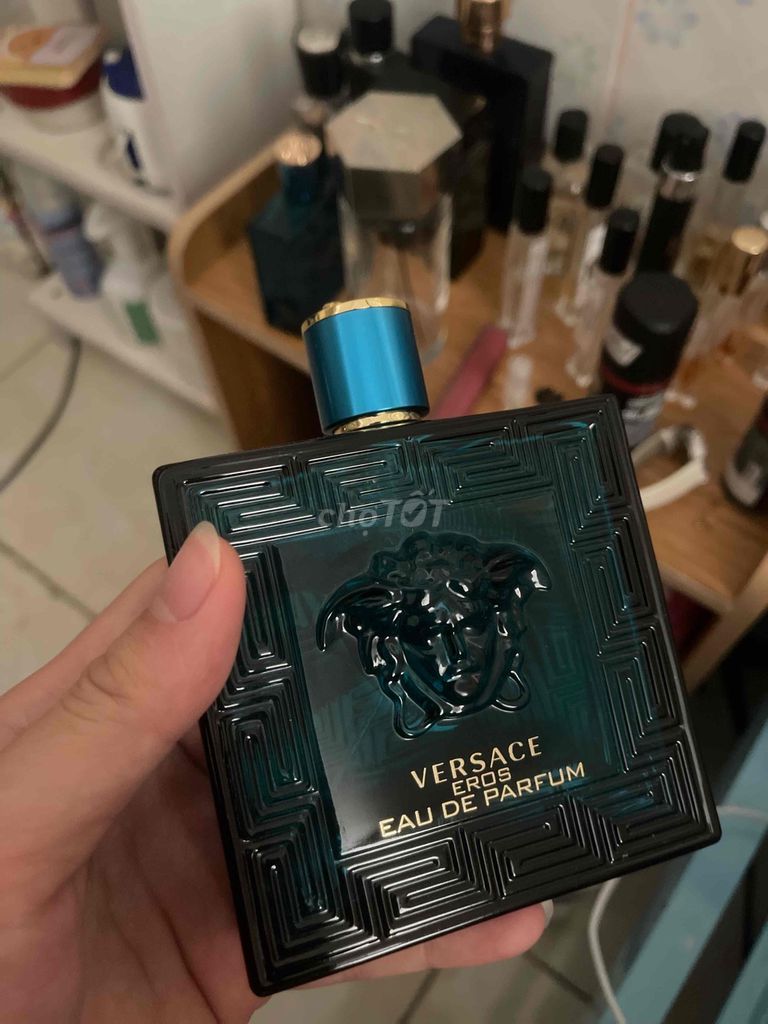 chợTỐT
VERSACE
EROS
EAU DE PARFUM